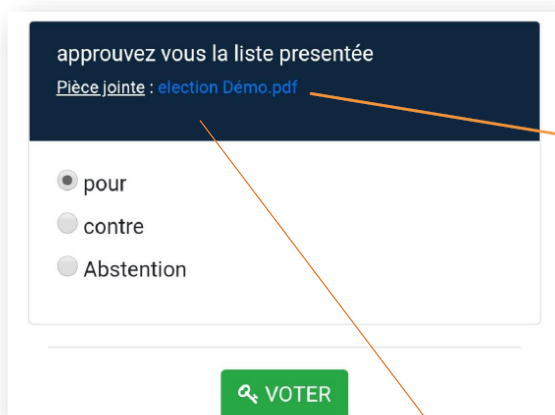 approuvez vous la liste presentée
Pièce jointe : election Démo.pdf
pour
contre
Abstention
VOTER